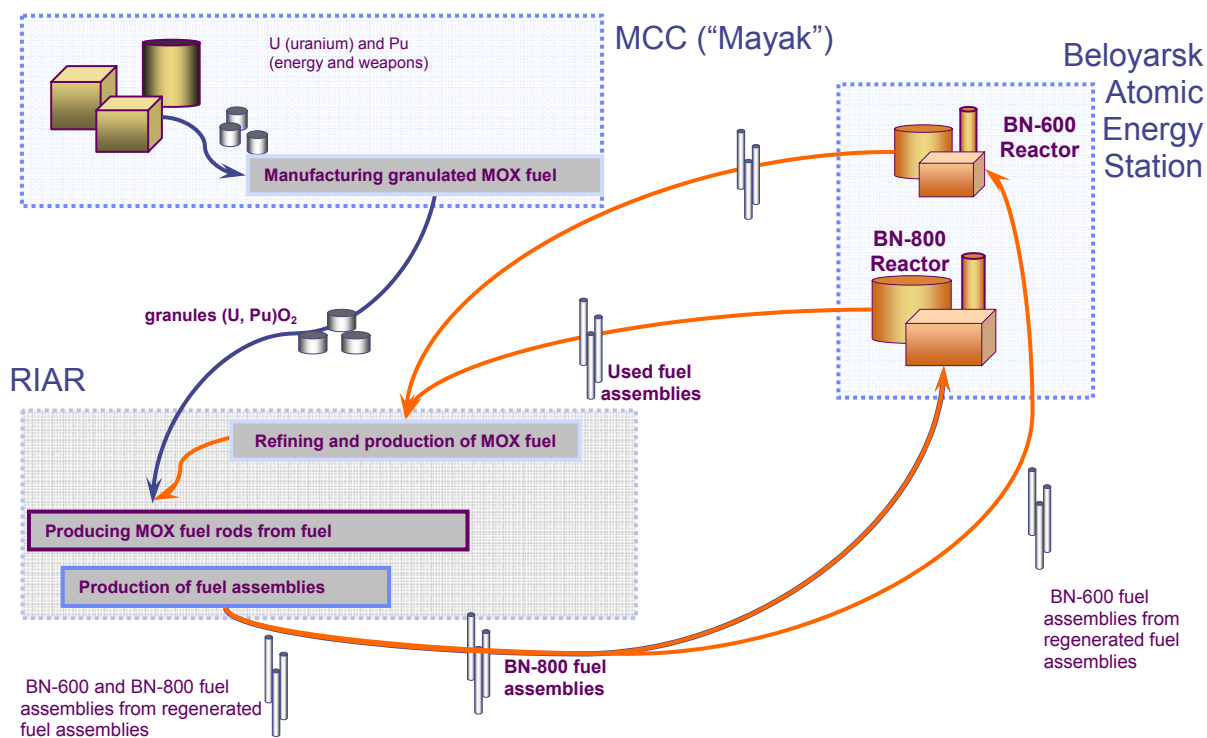 MCC (“Mayak”)
U (uranium) and Pu
(energy and weapons)
Manufacturing granulated MOX fuel
Beloyarsk
Atomic
Energy
Station
BN-600
Reactor
BN-800
Reactor
granules (U, Pu)O₂
Used fuel
assemblies
RIAR
Refining and production of MOX fuel
Producing MOX fuel rods from fuel
Production of fuel assemblies
BN-600 fuel
assemblies from
regenerated fuel
assemblies
BN-800 fuel
assemblies
BN-600 and BN-800 fuel
assemblies from regenerated
fuel assemblies